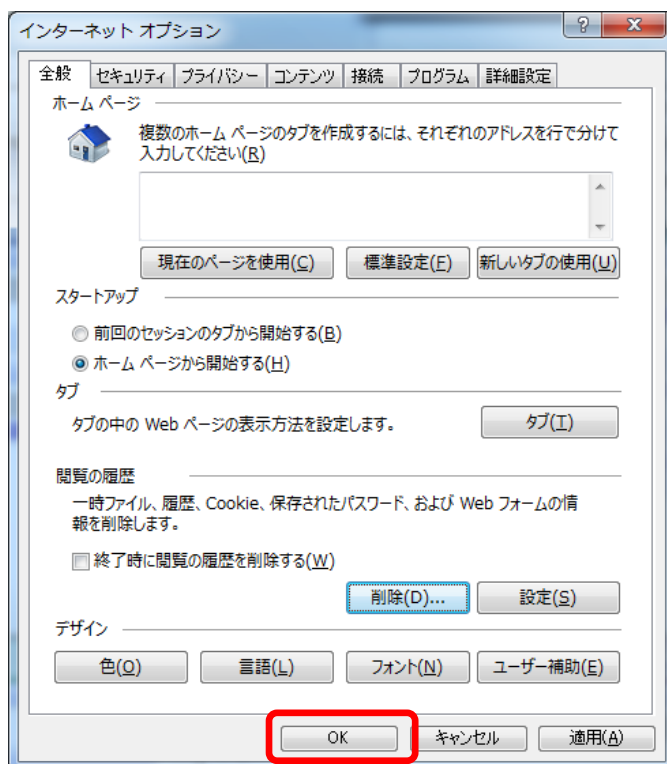 インターネット オプション
全般 セキュリティ プライバシー コンテンツ 接続 プログラム 詳細設定
ホーム ページ
複数のホーム ページのタブを作成するには、それぞれのアドレスを行で分けて
入力してください(R)
現在のページを使用(C) 標準設定(F) 新しいタブの使用(U)
スタートアップ
前回のセッションのタブから開始する(B)
ホーム ページから開始する(H)
タブ
タブの中の Web ページの表示方法を設定します。 タブ(T)
閲覧の履歴
一時ファイル、履歴、Cookie、保存されたパスワード、および Web フォームの情
報を削除します。
終了時に閲覧の履歴を削除する(W)
削除(D)... 設定(S)
デザイン
色(O) 言語(L) フォント(N) ユーザー補助(E)
OK キャンセル 適用(A)